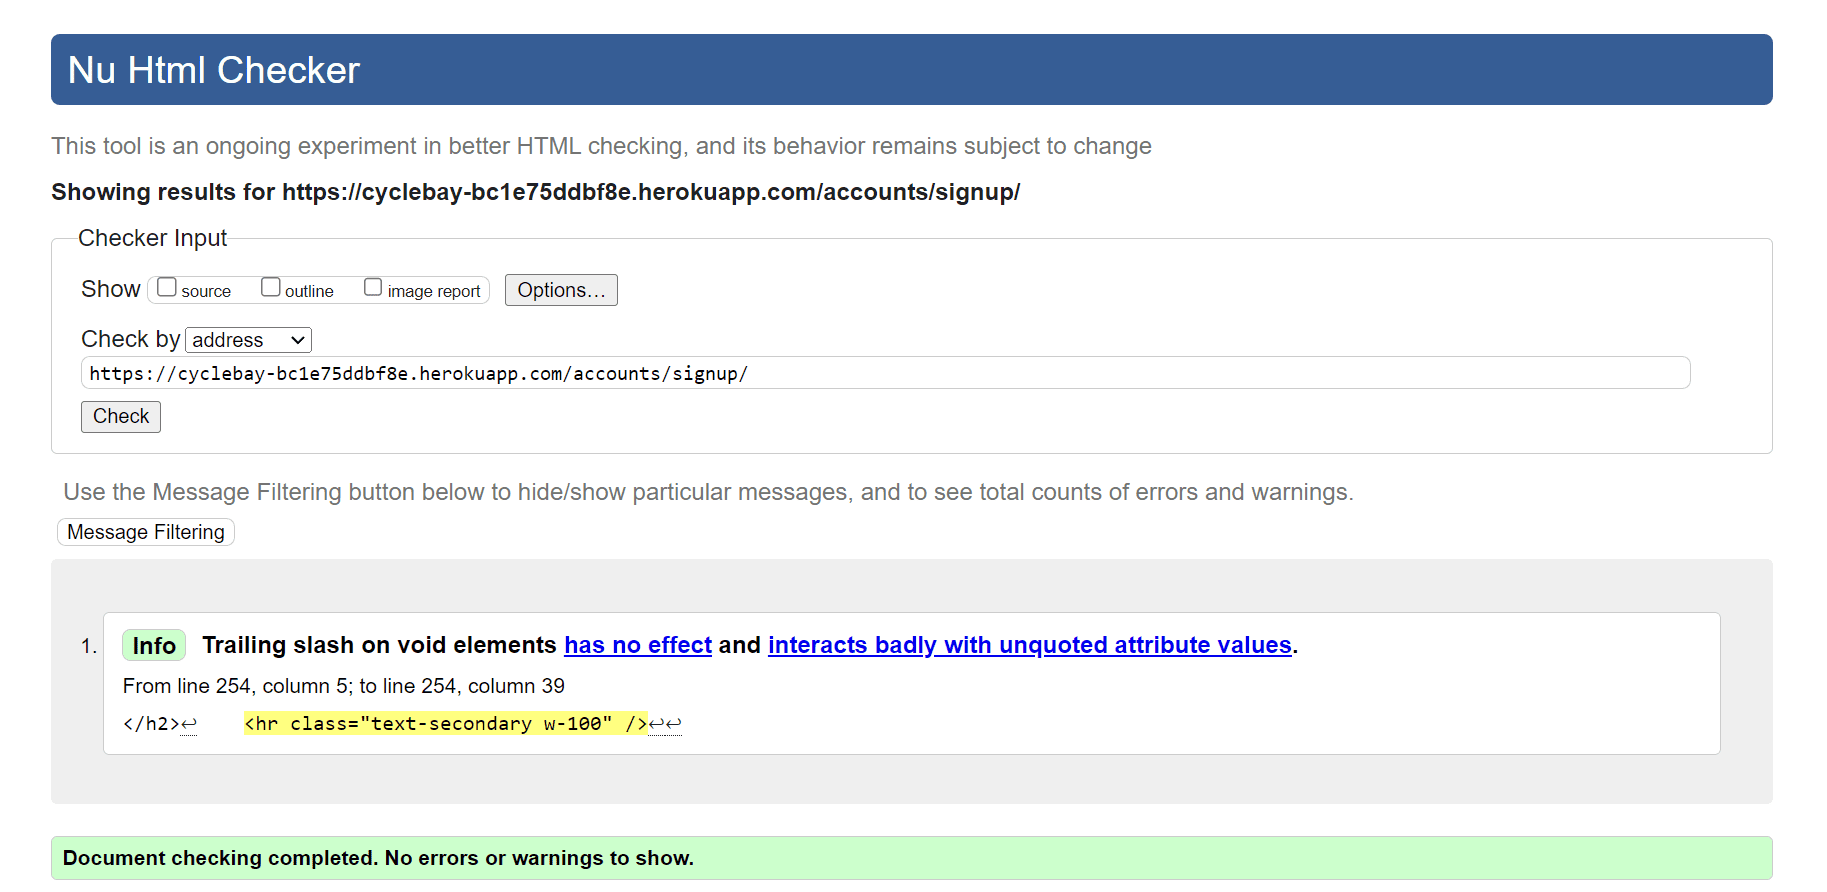 Nu Html Checker
This tool is an ongoing experiment in better HTML checking, and its behavior remains subject to change
Showing results for https://cyclebay-bc1e75ddbf8e.herokuapp.com/accounts/signup/
Checker Input
Show source outline image report Options...
Check by address
https://cyclebay-bc1e75ddbf8e.herokuapp.com/accounts/signup/
Check
Use the Message Filtering button below to hide/show particular messages, and to see total counts of errors and warnings.
Message Filtering
1. Info Trailing slash on void elements has no effect and interacts badly with unquoted attribute values.
From line 254, column 5; to line 254, column 39
</h2>↩ <hr class="text-secondary w-100" />↩↩
Document checking completed. No errors or warnings to show.